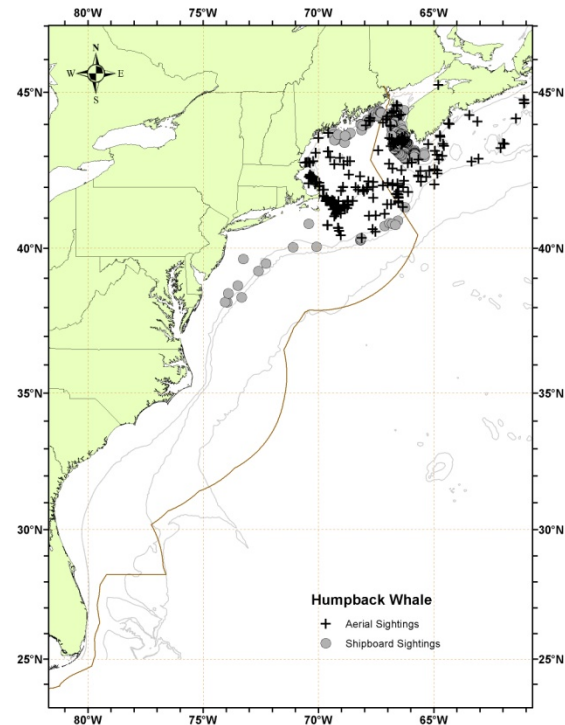 80°W 75°W 70°W 65°W
N
W E
S
45°N 45°N
40°N 40°N
35°N 35°N
30°N 30°N
Humpback Whale
Aerial Sightings
Shipboard Sightings
25°N 25°N
80°W 75°W 70°W 65°W